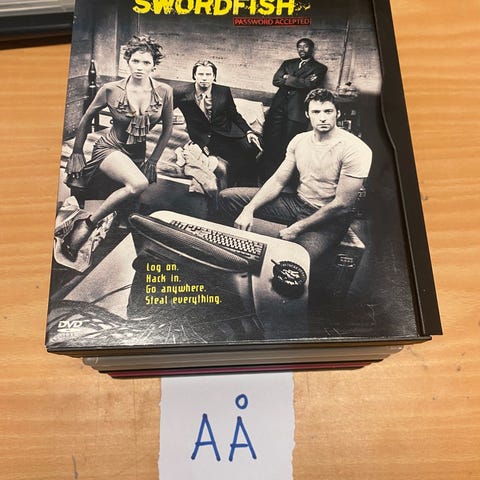 SWORDFISH
PASSWORD ACCEPTED
Log on.
Hack in.
Go anywhere.
Steal everything.
DVD
AÅ